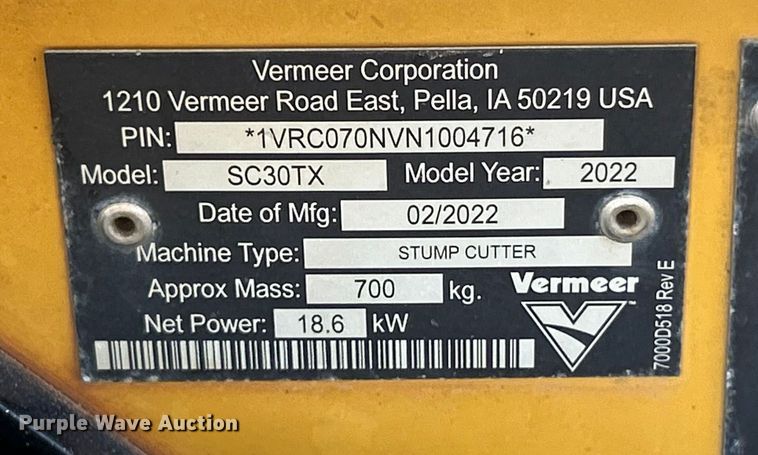 Vermeer Corporation
1210 Vermeer Road East, Pella, IA 50219 USA
PIN: *1VRC070NVN1004716*
Model: SC30TX Model Year: 2022
Date of Mfg: 02/2022
Machine Type: STUMP CUTTER
Approx Mass: 700 kg.
Net Power: 18.6 kW
Vermeer
™
7000D518 Rev E
Purple Wave Auction